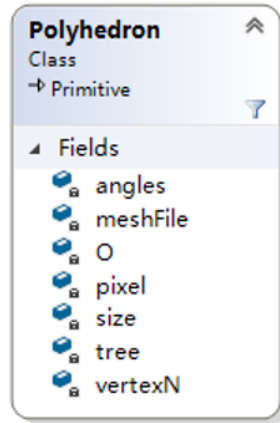 Polyhedron
Class
Primitive
Fields
angles
meshFile
O
pixel
size
tree
vertexN